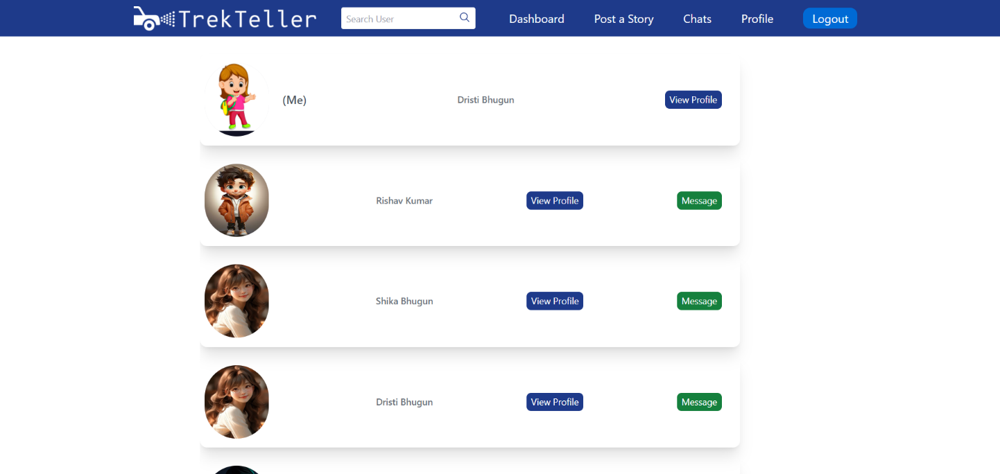 TrekTeller
Search User
Dashboard
Post a Story
Chats
Profile
Logout
(Me)
Dristi Bhugun
View Profile
Rishav Kumar
View Profile
Message
Shika Bhugun
View Profile
Message
Dristi Bhugun
View Profile
Message